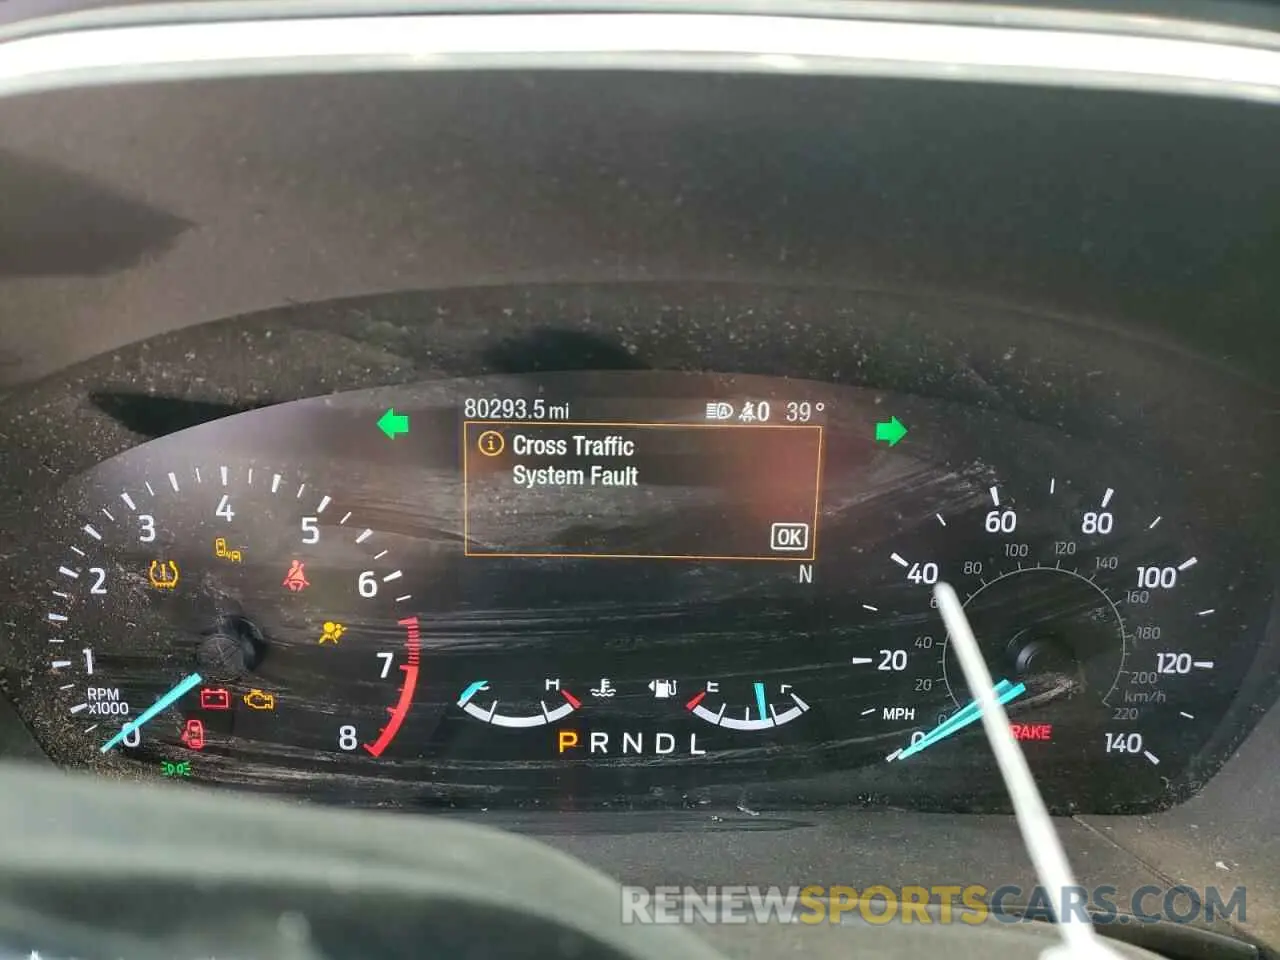 80293.5 mi
0 39°
i Cross Traffic
System Fault
OK
N
0 1 2 3 4 5 6 7 8
RPM
x1000
H
E
P R N D L
0 20 40 60 80 100 120 140
MPH
0 20 40 80 100 120 140 160 180 200 220
km/h
RAKE
RENEWSPORTSCARS.COM